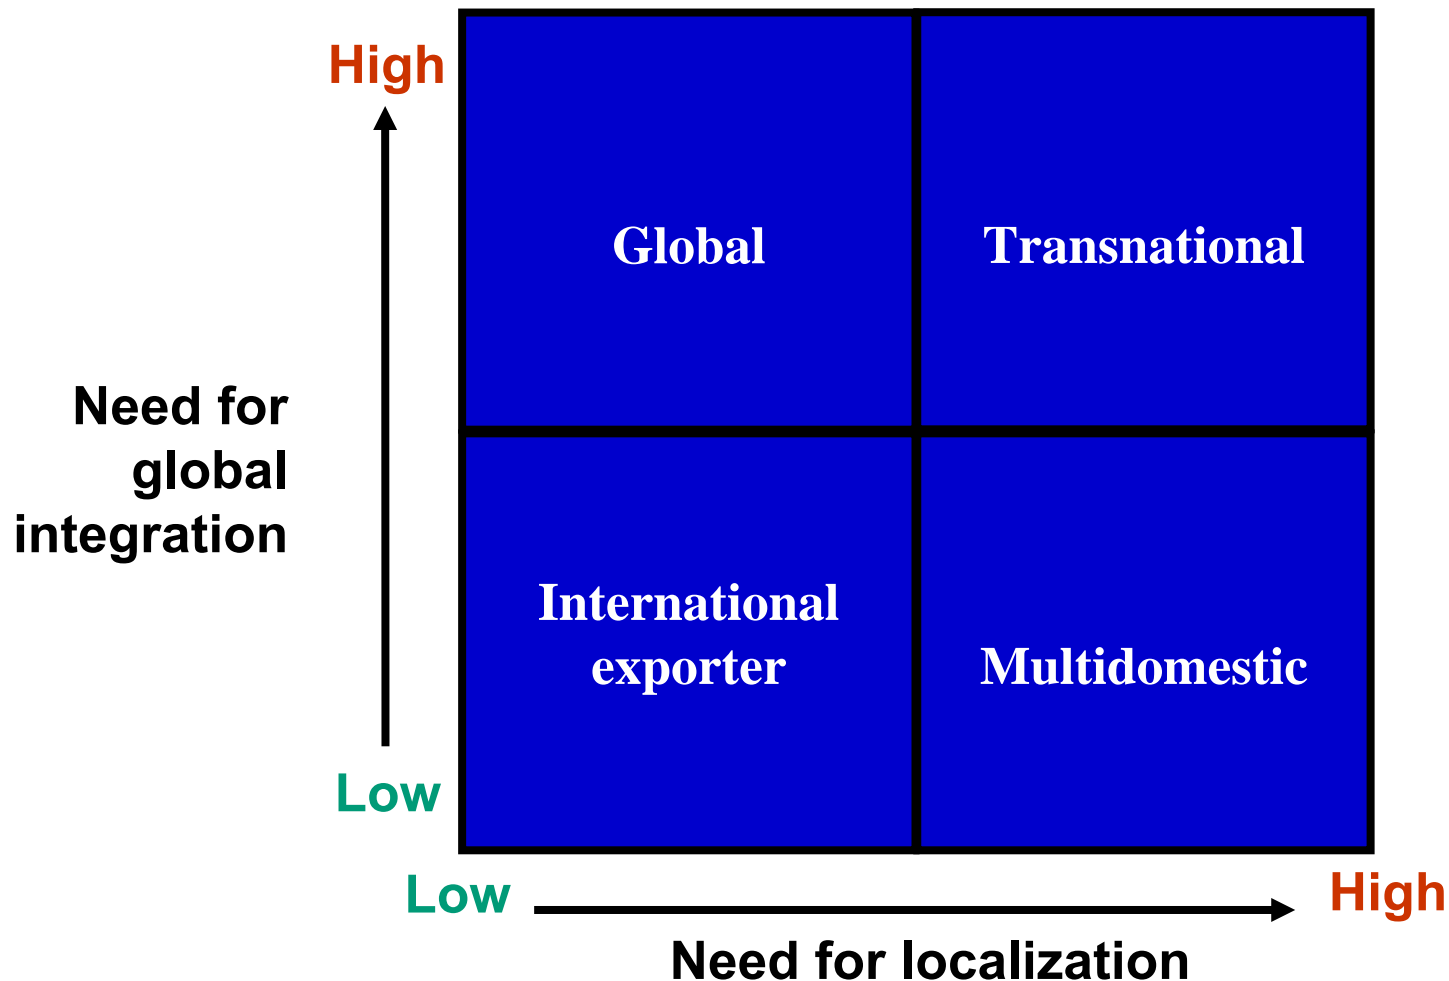 High
Global
Transnational
Need for
global
integration
International
exporter
Multidomestic
Low
Low
High
Need for localization